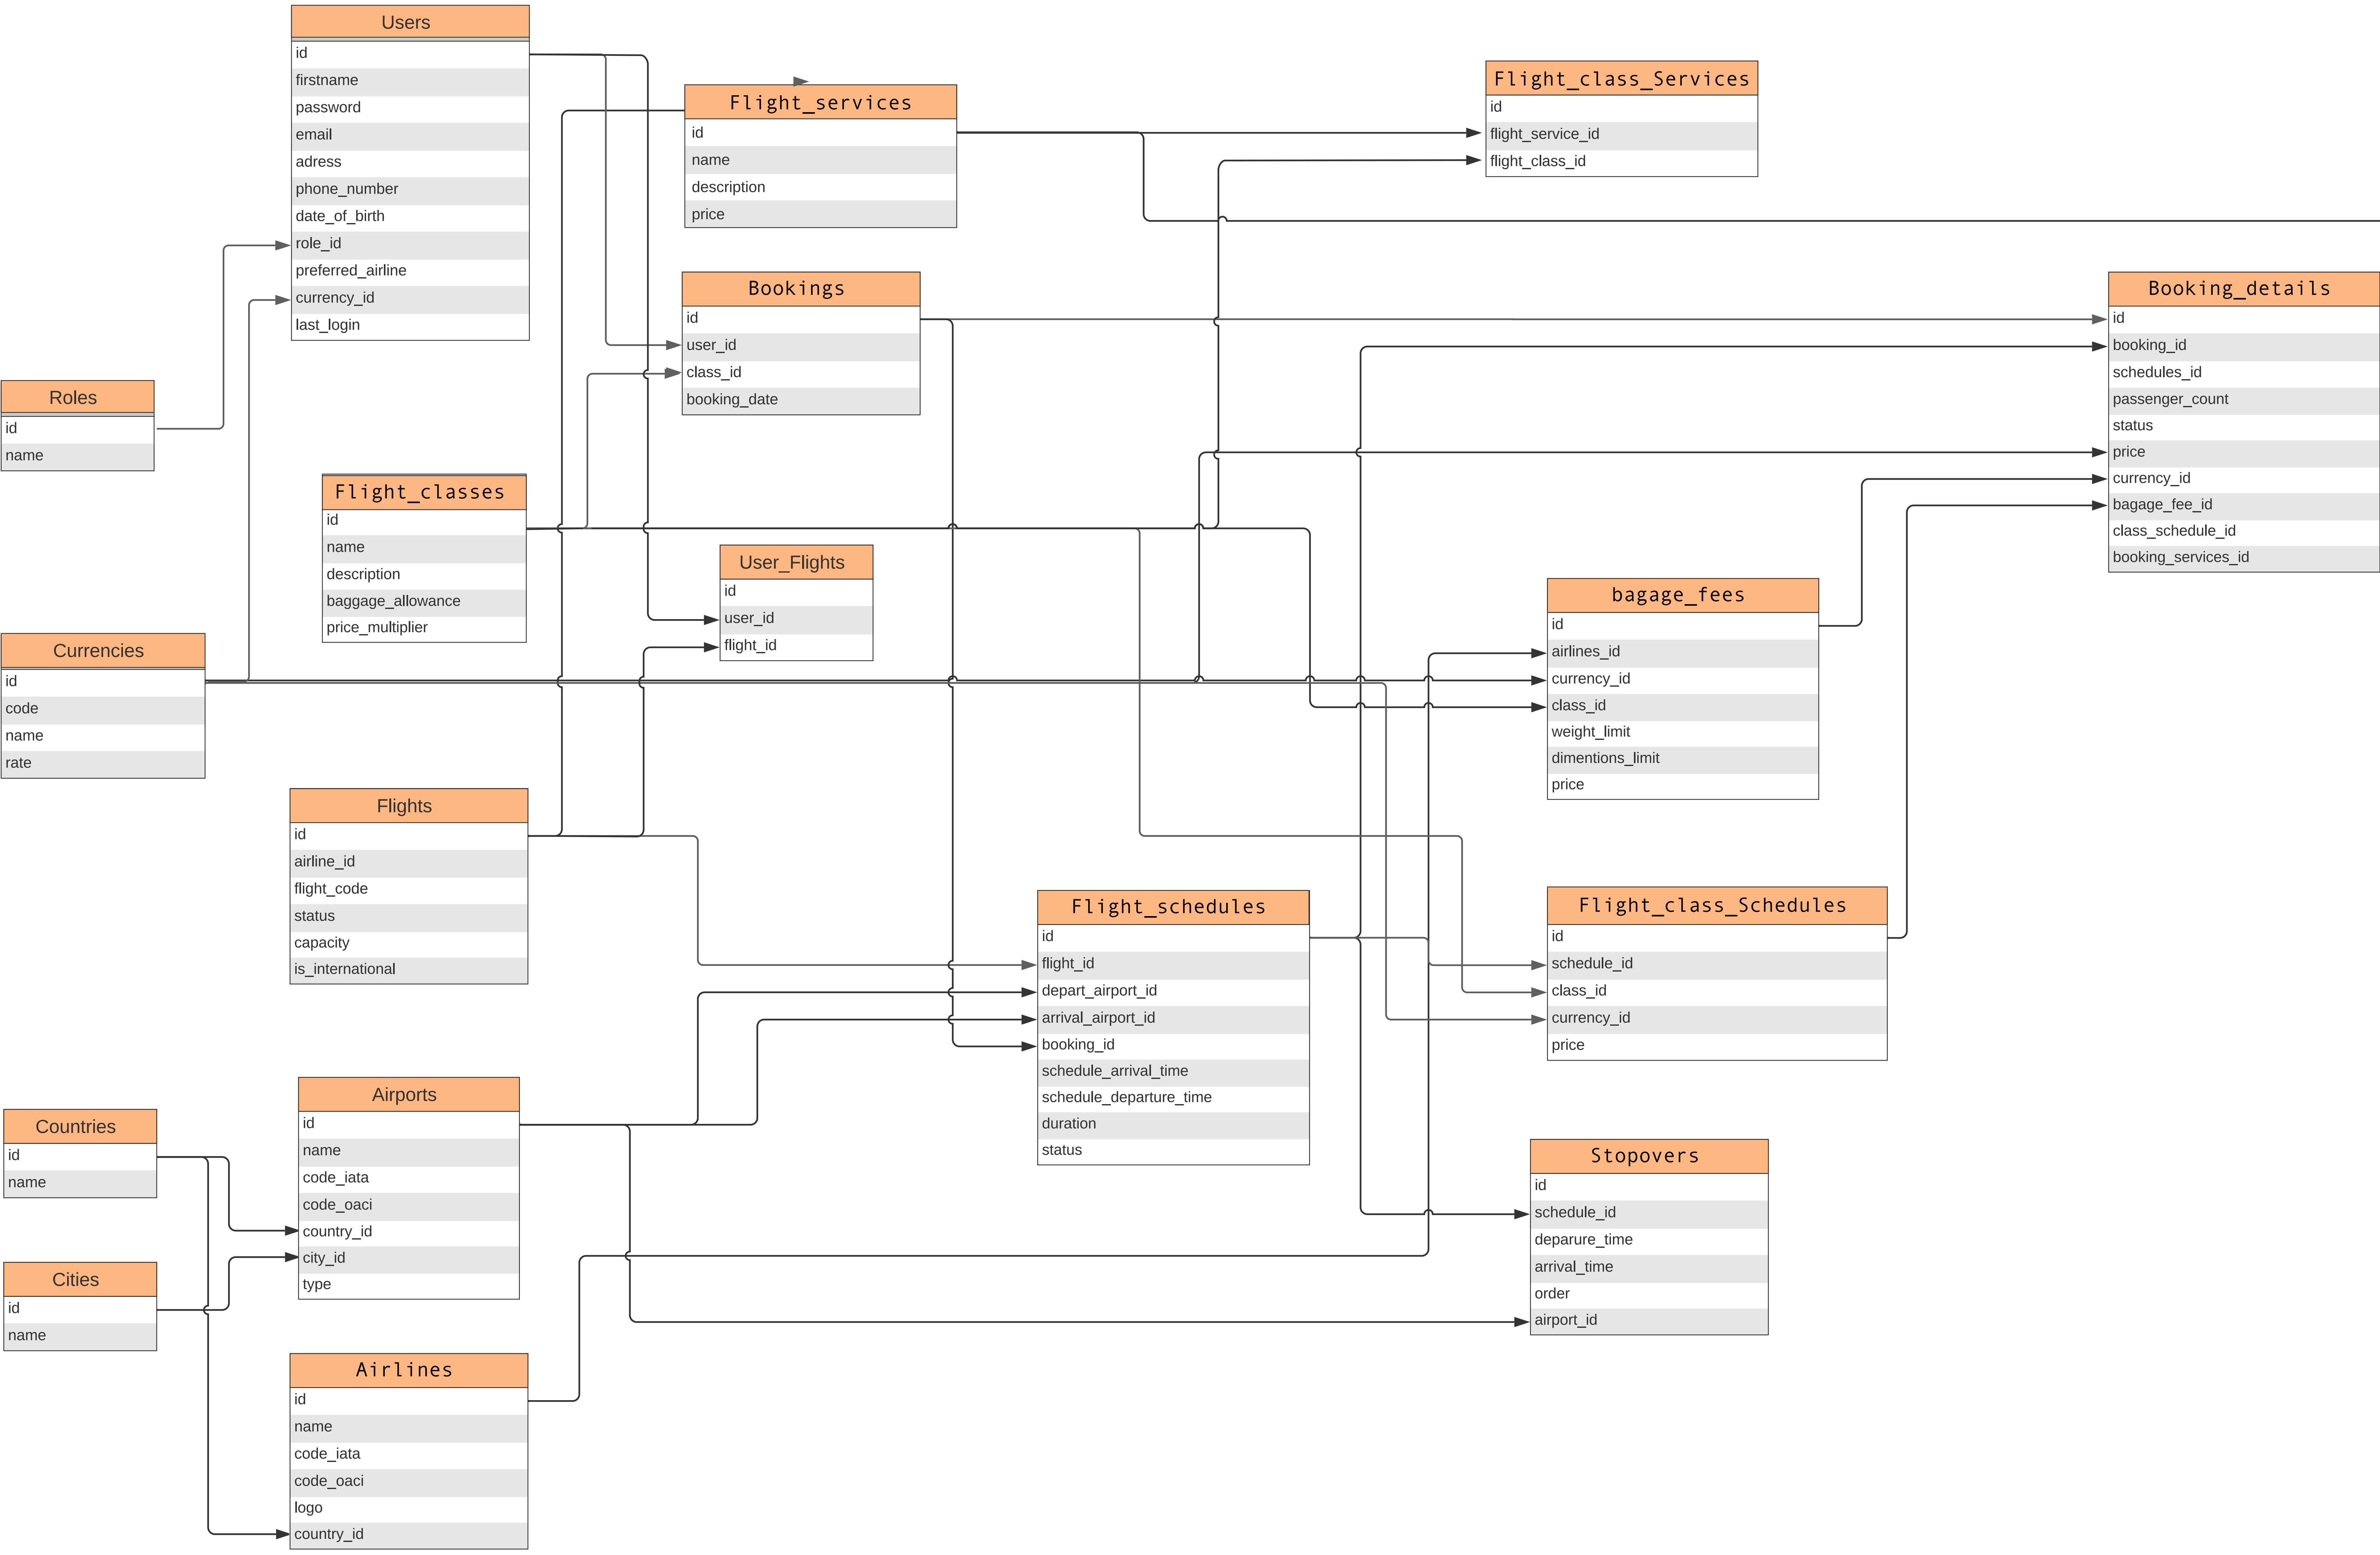 Users
id
firstname
password
email
adress
phone_number
date_of_birth
role_id
preferred_airline
currency_id
last_login
Flight_services
id
name
description
price
Flight_class_Services
id
flight_service_id
flight_class_id
Bookings
id
user_id
class_id
booking_date
Booking_details
id
booking_id
schedules_id
passenger_count
status
price
currency_id
bagage_fee_id
class_schedule_id
booking_services_id
Roles
id
name
Flight_classes
id
name
description
baggage_allowance
price_multiplier
User_Flights
id
user_id
flight_id
bagage_fees
id
airlines_id
currency_id
class_id
weight_limit
dimentions_limit
price
Currencies
id
code
name
rate
Flights
id
airline_id
flight_code
status
capacity
is_international
Flight_schedules
id
flight_id
depart_airport_id
arrival_airport_id
booking_id
schedule_arrival_time
schedule_departure_time
duration
status
Flight_class_Schedules
id
schedule_id
class_id
currency_id
price
Countries
id
name
Airports
id
name
code_iata
code_oaci
country_id
city_id
type
Stopovers
id
schedule_id
deparure_time
arrival_time
order
airport_id
Cities
id
name
Airlines
id
name
code_iata
code_oaci
logo
country_id